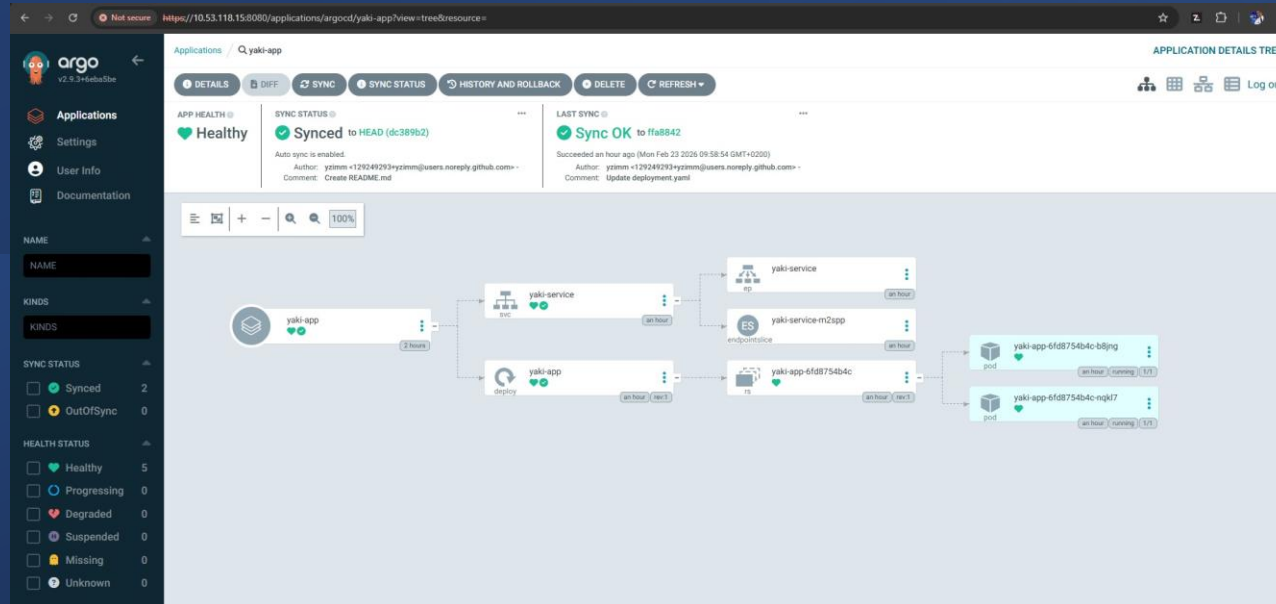 Not secure https://10.53.118.15:8080/applications/argocd/yaki-app?view=tree&resource=
argo
v2.9.3+6eba5be
Applications
Settings
User Info
Documentation
NAME
NAME
KINDS
KINDS
SYNC STATUS
Synced 2
OutOfSync 0
HEALTH STATUS
Healthy 5
Progressing 0
Degraded 0
Suspended 0
Missing 0
Unknown 0
Applications / yaki-app
APPLICATION DETAILS TRE
DETAILS DIFF SYNC SYNC STATUS HISTORY AND ROLLBACK DELETE REFRESH
Log o
APP HEALTH
Healthy
SYNC STATUS
Synced to HEAD (dc389b2)
Auto sync is enabled.
Author: yzimm <129249293+yzimm@users.noreply.github.com> -
Comment: Create README.md
LAST SYNC
Sync OK to ffa8842
Succeeded an hour ago (Mon Feb 23 2026 09:58:54 GMT+0200)
Author: yzimm <129249293+yzimm@users.noreply.github.com> -
Comment: Update deployment.yaml
100%
yaki-app
2 hours
yaki-service
svc
an hour
yaki-app
deploy
an hour rev:1
yaki-service
ep
an hour
ES
yaki-service-m2spp
endpointslice
an hour
yaki-app-6fd8754b4c
rs
an hour rev:1
yaki-app-6fd8754b4c-b8jng
pod
an hour running 1/1
yaki-app-6fd8754b4c-nqkl7
pod
an hour running 1/1